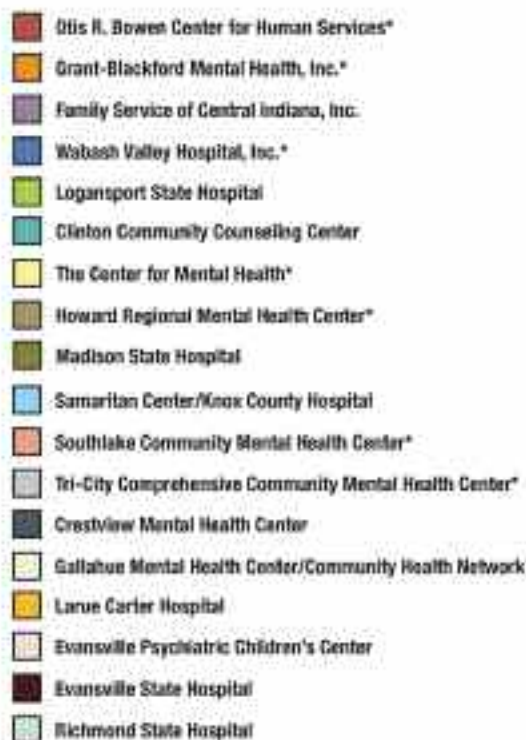 Otis R. Bowen Center for Human Services*
Grant-Blackford Mental Health, Inc.*
Family Service of Central Indiana, Inc.
Wabash Valley Hospital, Inc.*
Logansport State Hospital
Clinton Community Counseling Center
The Center for Mental Health*
Howard Regional Mental Health Center*
Madison State Hospital
Samaritan Center/Knox County Hospital
Southlake Community Mental Health Center*
Tri-City Comprehensive Community Mental Health Center*
Crestview Mental Health Center
Gallahue Mental Health Center/Community Health Network
Larue Carter Hospital
Evansville Psychiatric Children's Center
Evansville State Hospital
Richmond State Hospital